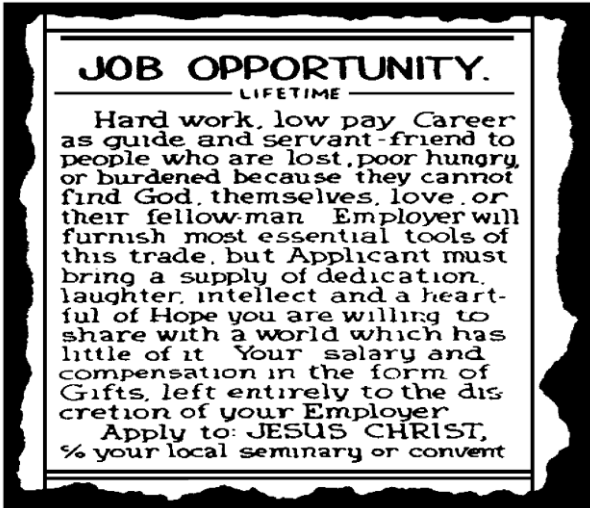 JOB OPPORTUNITY.
LIFETIME
Hard work, low pay Career
as guide and servant-friend to
people who are lost, poor hungry,
or burdened because they cannot
find God, themselves, love, or
their fellow-man Employer will
furnish most essential tools of
this trade, but Applicant must
bring a supply of dedication,
laughter, intellect and a heart-
ful of Hope you are willing to
share with a world which has
little of it Your salary and
compensation in the form of
Gifts, left entirely to the dis-
cretion of your Employer
Apply to: JESUS CHRIST,
℅ your local seminary or convent